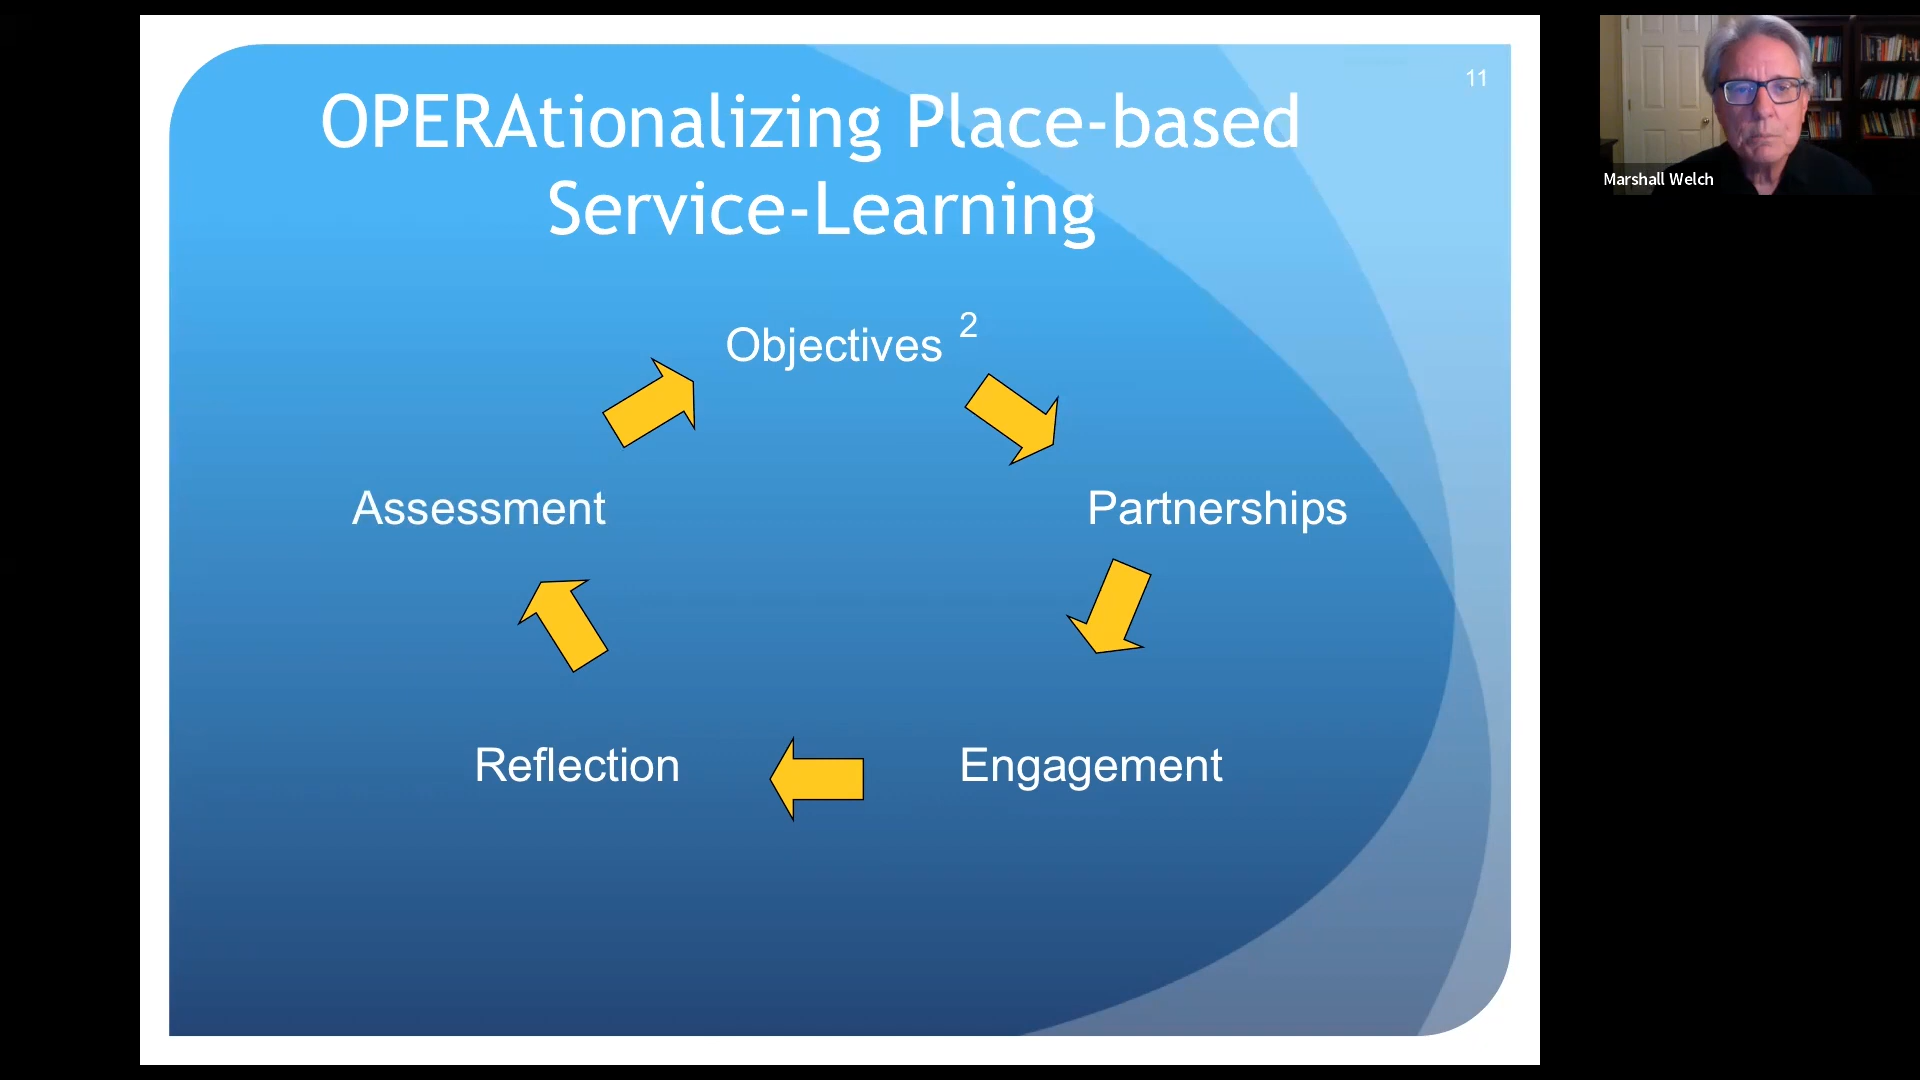 11
OPERAtionalizing Place-based
Service-Learning
Objectives 2
Assessment
Partnerships
Reflection
Engagement
Marshall Welch